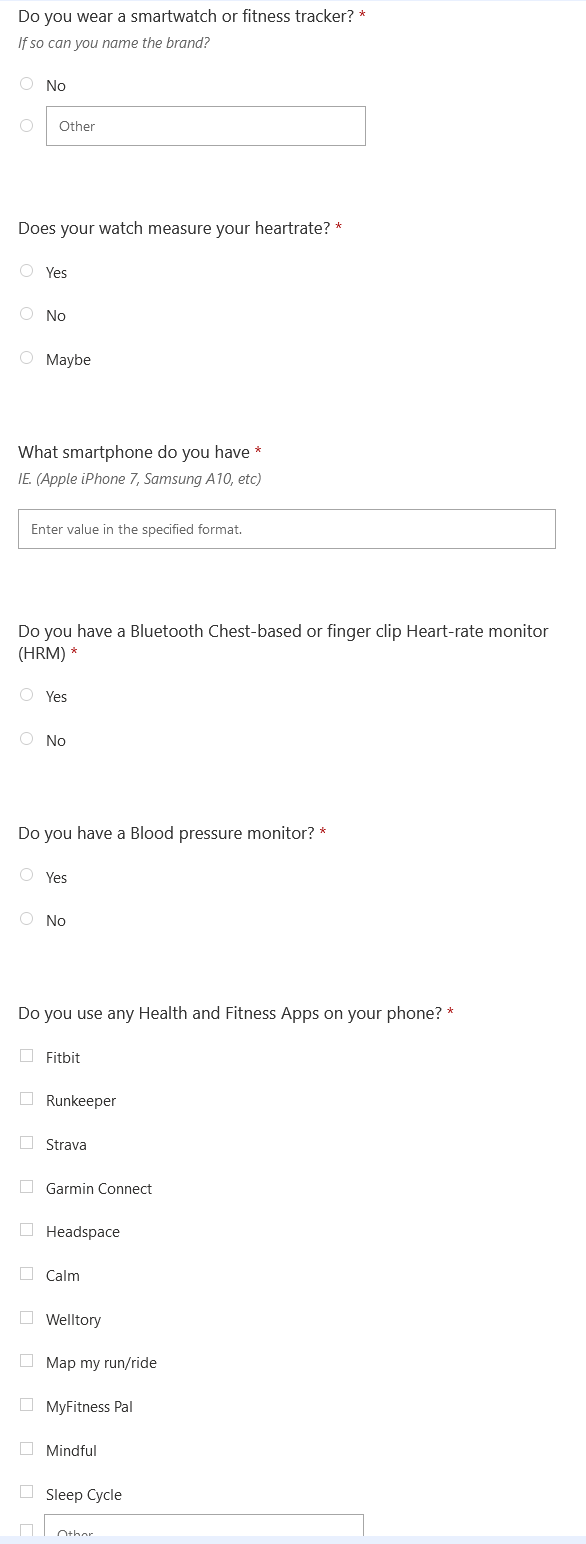 Do you wear a smartwatch or fitness tracker? *
If so can you name the brand?
No
Other
Does your watch measure your heartrate? *
Yes
No
Maybe
What smartphone do you have *
IE. (Apple iPhone 7, Samsung A10, etc)
Enter value in the specified format.
Do you have a Bluetooth Chest-based or finger clip Heart-rate monitor
(HRM) *
Yes
No
Do you have a Blood pressure monitor? *
Yes
No
Do you use any Health and Fitness Apps on your phone? *
Fitbit
Runkeeper
Strava
Garmin Connect
Headspace
Calm
Welltory
Map my run/ride
MyFitness Pal
Mindful
Sleep Cycle
Other